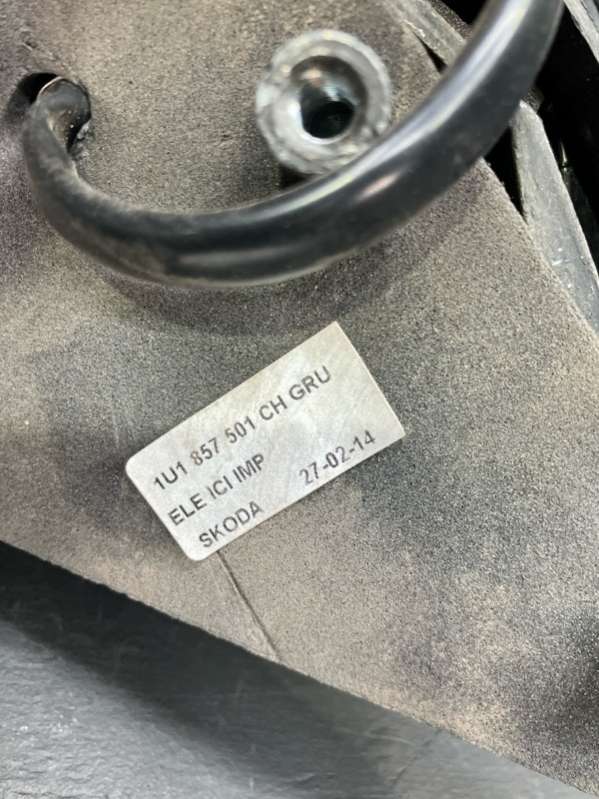 1U1 857 501 CH GRU
ELE ICI IMP
SKODA 27-02-14